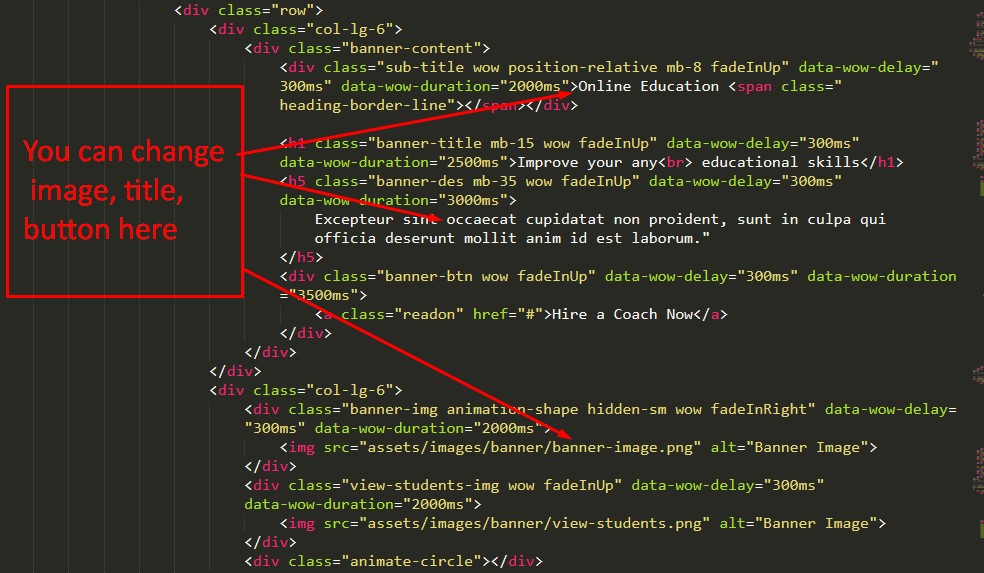 <div class="row">
<div class="col-lg-6">
<div class="banner-content">
<div class="sub-title wow position-relative mb-8 fadeInUp" data-wow-delay="
300ms" data-wow-duration="2000ms">Online Education <span class="
heading-border-line"></span></div>
<h1 class="banner-title mb-15 wow fadeInUp" data-wow-delay="300ms"
data-wow-duration="2500ms">Improve your any<br> educational skills</h1>
<h5 class="banner-des mb-35 wow fadeInUp" data-wow-delay="300ms"
data-wow-duration="3000ms">
Excepteur sint occaecat cupidatat non proident, sunt in culpa qui
officia deserunt mollit anim id est laborum."
</h5>
<div class="banner-btn wow fadeInUp" data-wow-delay="300ms" data-wow-duration
="3500ms">
<a class="readon" href="#">Hire a Coach Now</a>
</div>
</div>
</div>
<div class="col-lg-6">
<div class="banner-img animation-shape hidden-sm wow fadeInRight" data-wow-delay=
"300ms" data-wow-duration="2000ms">
<img src="assets/images/banner/banner-image.png" alt="Banner Image">
</div>
<div class="view-students-img wow fadeInUp" data-wow-delay="300ms"
data-wow-duration="2000ms">
<img src="assets/images/banner/view-students.png" alt="Banner Image">
</div>
<div class="animate-circle"></div>
You can change
image, title,
button here